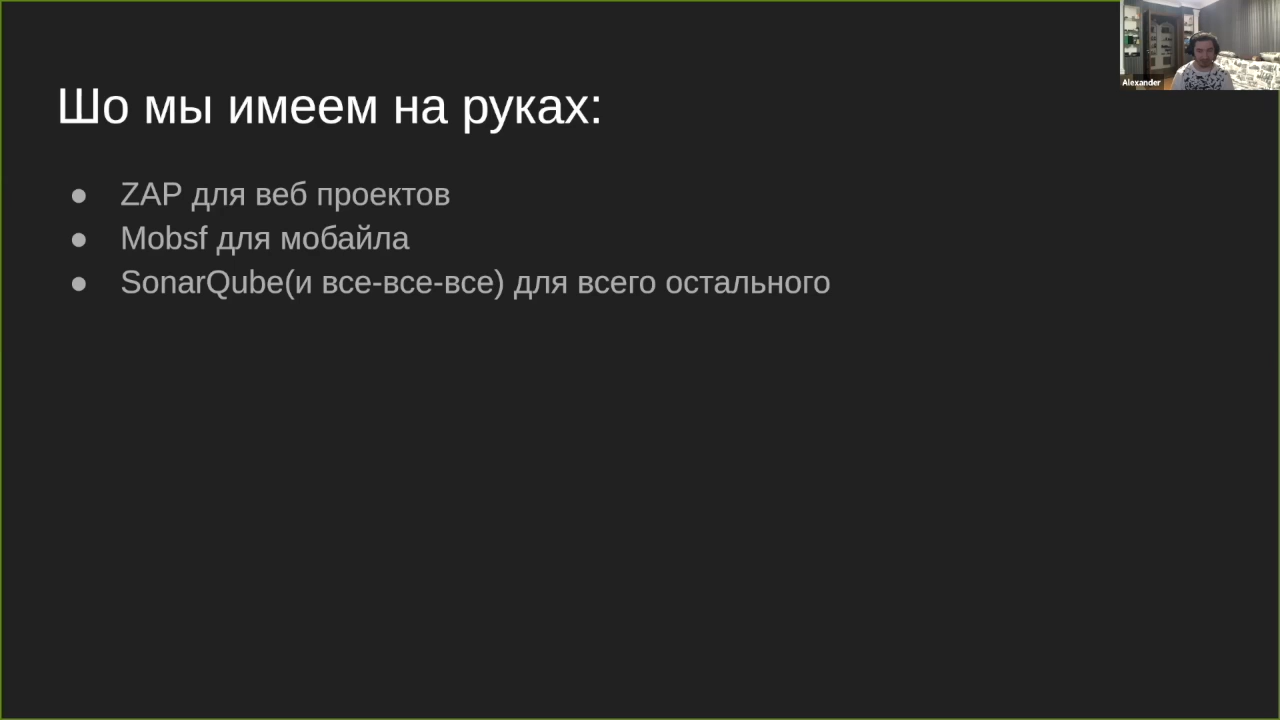 Шо мы имеем на руках:
● ZAP для веб проектов
● Mobsf для мобайла
● SonarQube(и все-все-все) для всего остального
Alexander